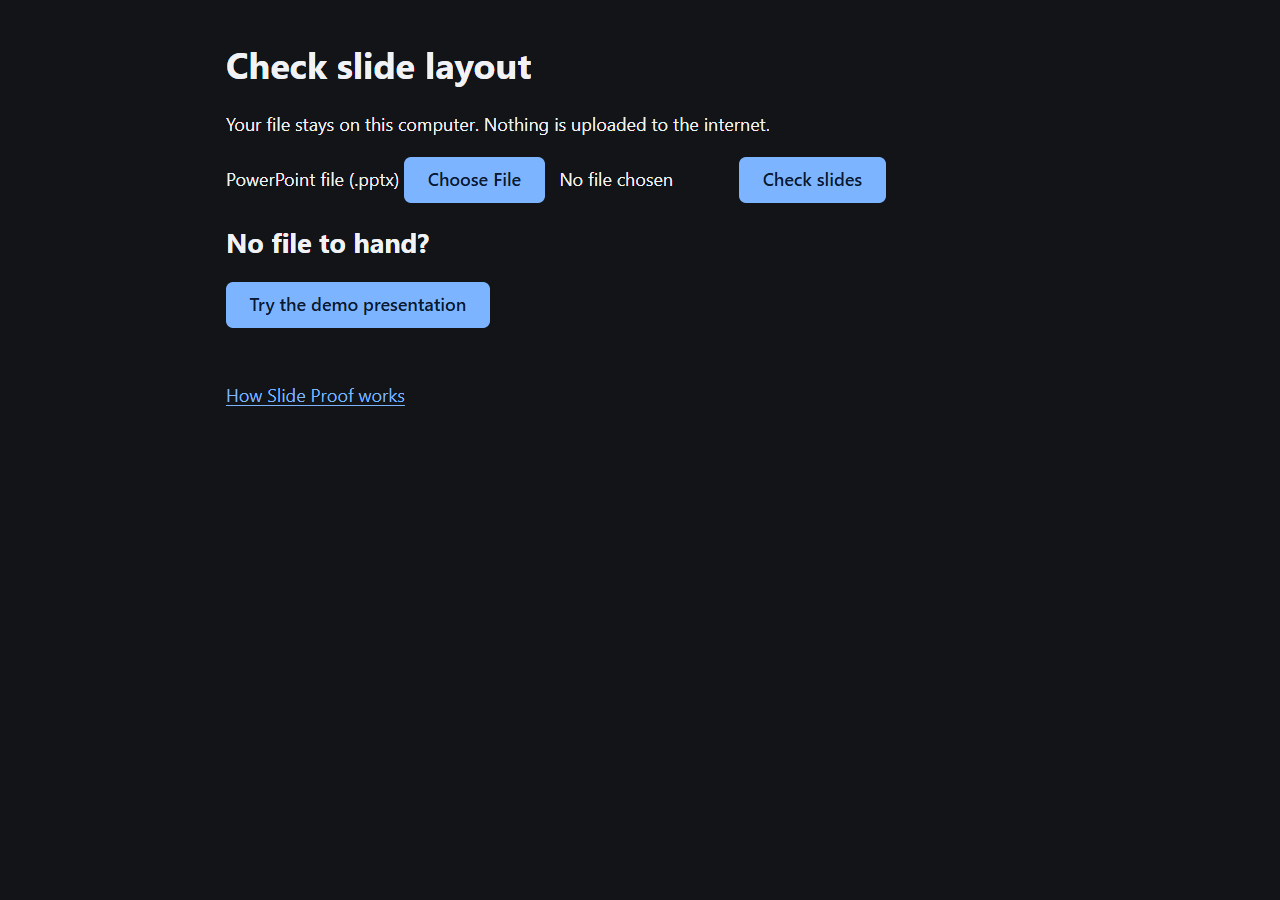 Check slide layout
Your file stays on this computer. Nothing is uploaded to the internet.
PowerPoint file (.pptx) Choose File No file chosen Check slides
No file to hand?
Try the demo presentation
How Slide Proof works